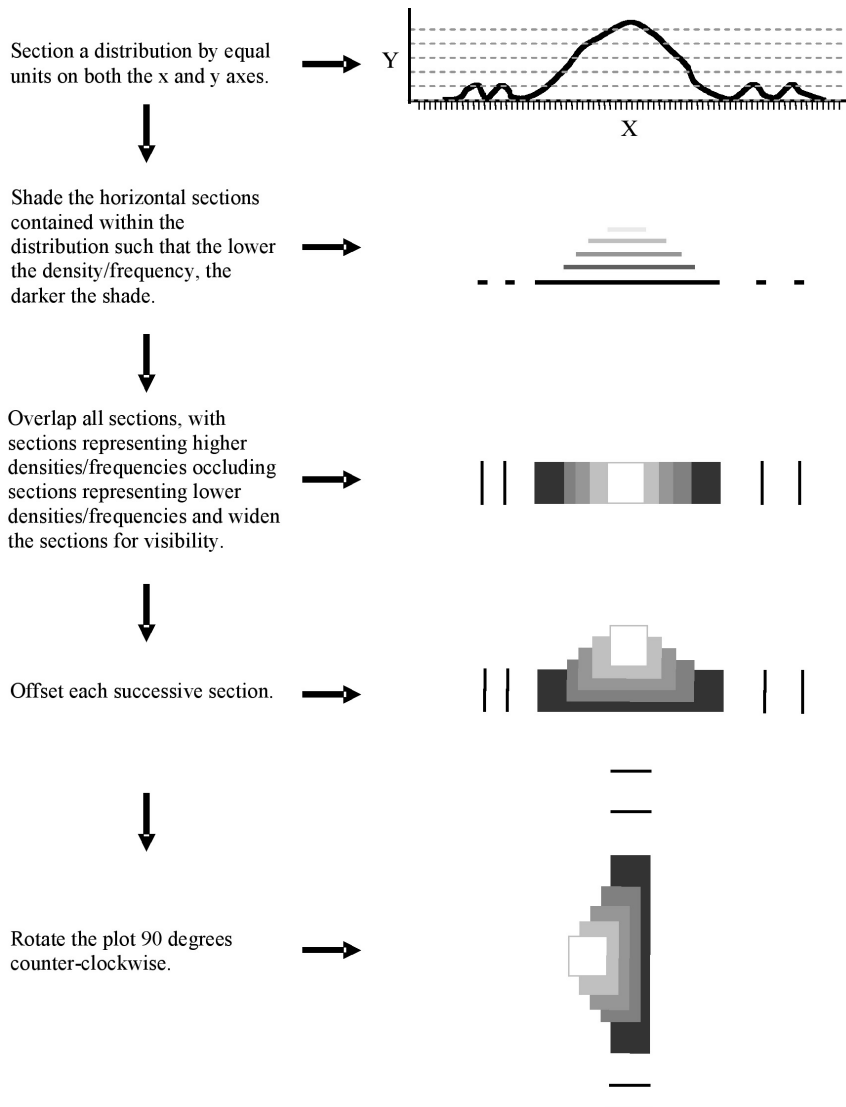 Section a distribution by equal
units on both the x and y axes.
Y
X
Shade the horizontal sections
contained within the
distribution such that the lower
the density/frequency, the
darker the shade.
Overlap all sections, with
sections representing higher
densities/frequencies occluding
sections representing lower
densities/frequencies and widen
the sections for visibility.
Offset each successive section.
Rotate the plot 90 degrees
counter-clockwise.